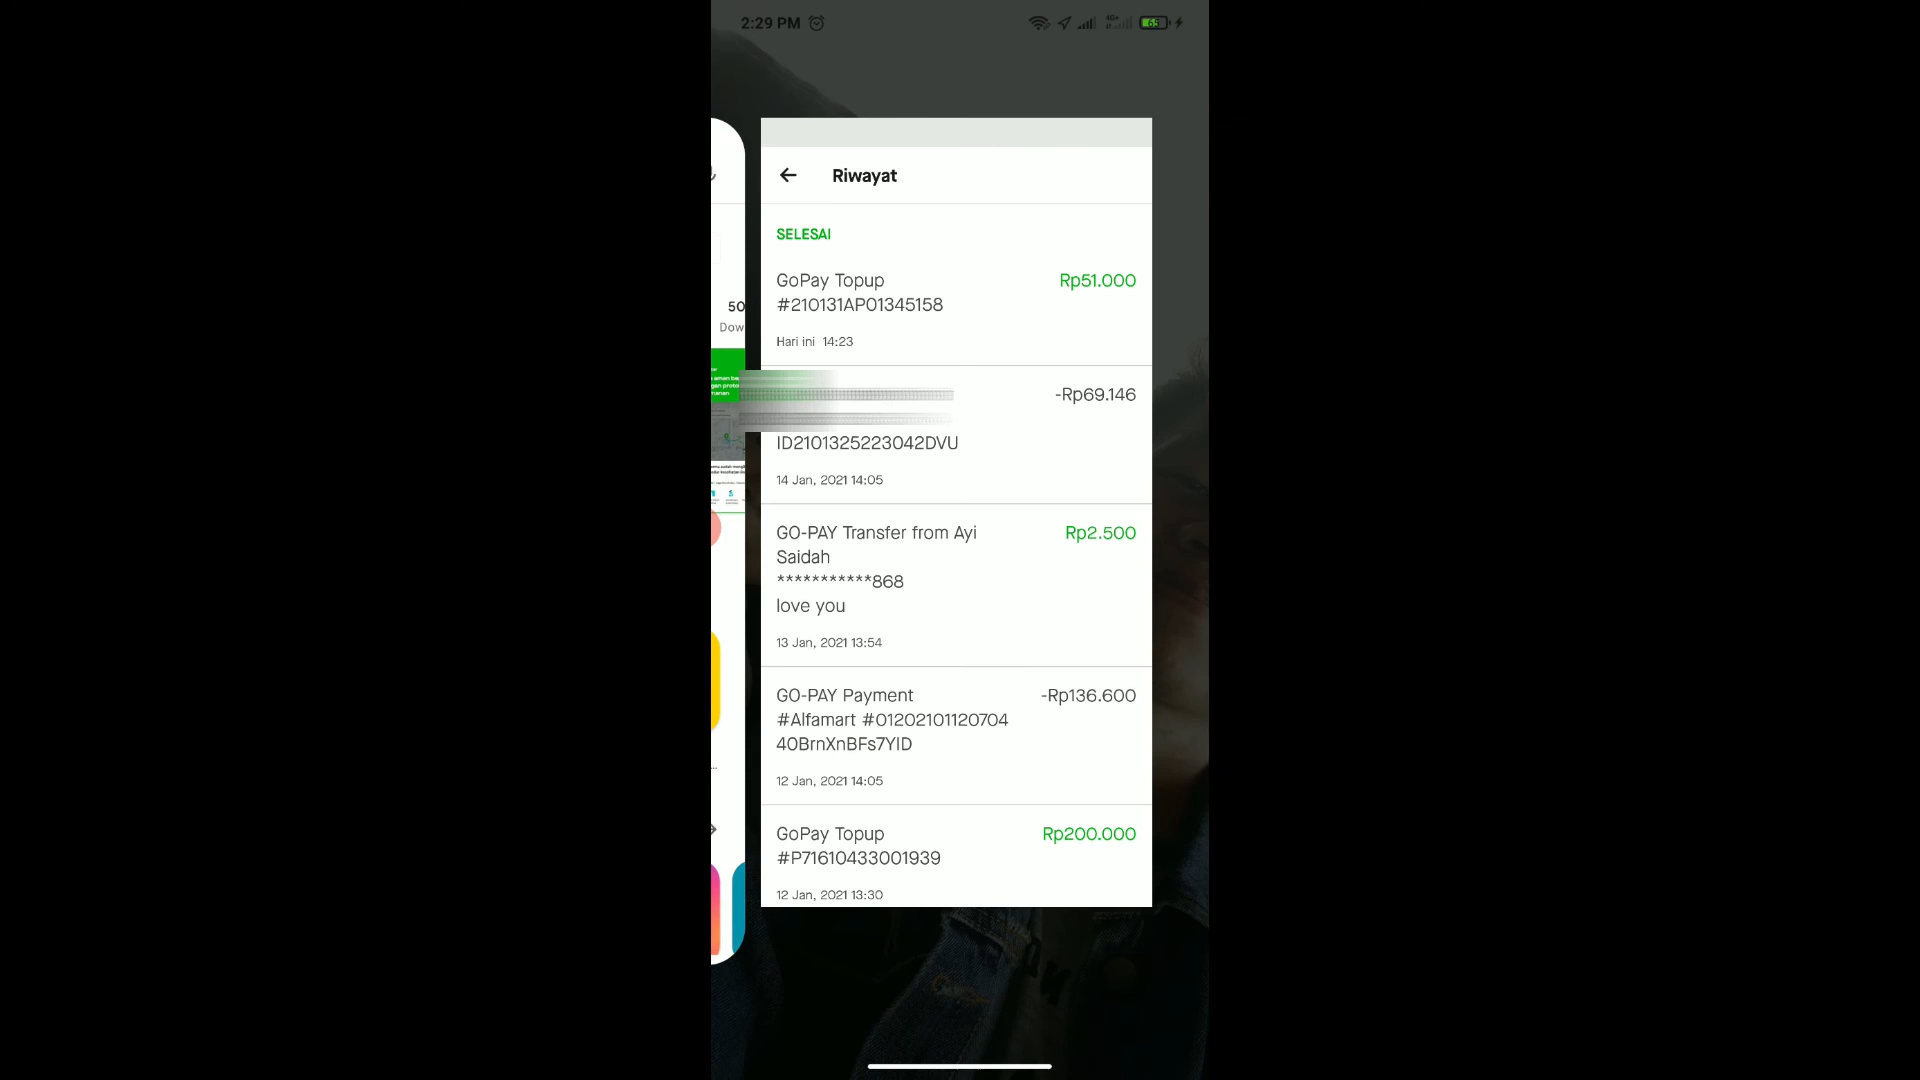 2:29 PM
65
Riwayat
SELESAI
GoPay Topup
Rp51.000
#210131AP01345158
Hari ini 14:23
-Rp69.146
ID2101325223042DVU
14 Jan, 2021 14:05
GO-PAY Transfer from Ayi
Rp2.500
Saidah
***********868
love you
13 Jan, 2021 13:54
GO-PAY Payment
-Rp136.600
#Alfamart #01202101120704
40BrnXnBFs7YID
12 Jan, 2021 14:05
GoPay Topup
Rp200.000
#P71610433001939
12 Jan, 2021 13:30
50
Dow